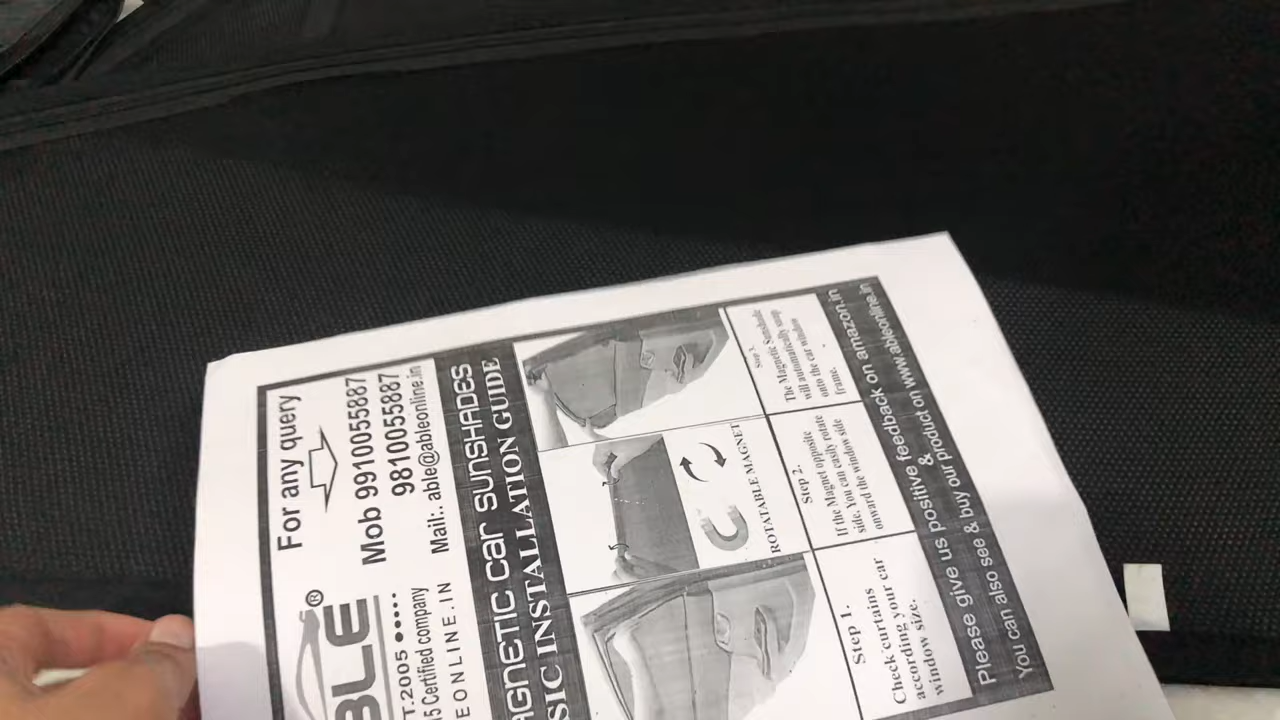 For any query
Mob 9910055887
9810055887
Mail:. able@ableonline.in
BLE®
T.2005
15 Certified company
EONLINE.IN
AGNETIC Car SUNSHADES
SIC INSTALLATION GUIDE
ROTATABLE MAGNET
Step 1.
Check curtains
according your car
window size.
Step 2.
If the Magnet opposite
side. You can easily rotate
side of the window side
Step 3.
The Magnetic Sunshade
will automatically snap
onto the car window
frame.
Please give us positive feedback on amazon.in
&
You can also see & buy our product on www.ableonline.in